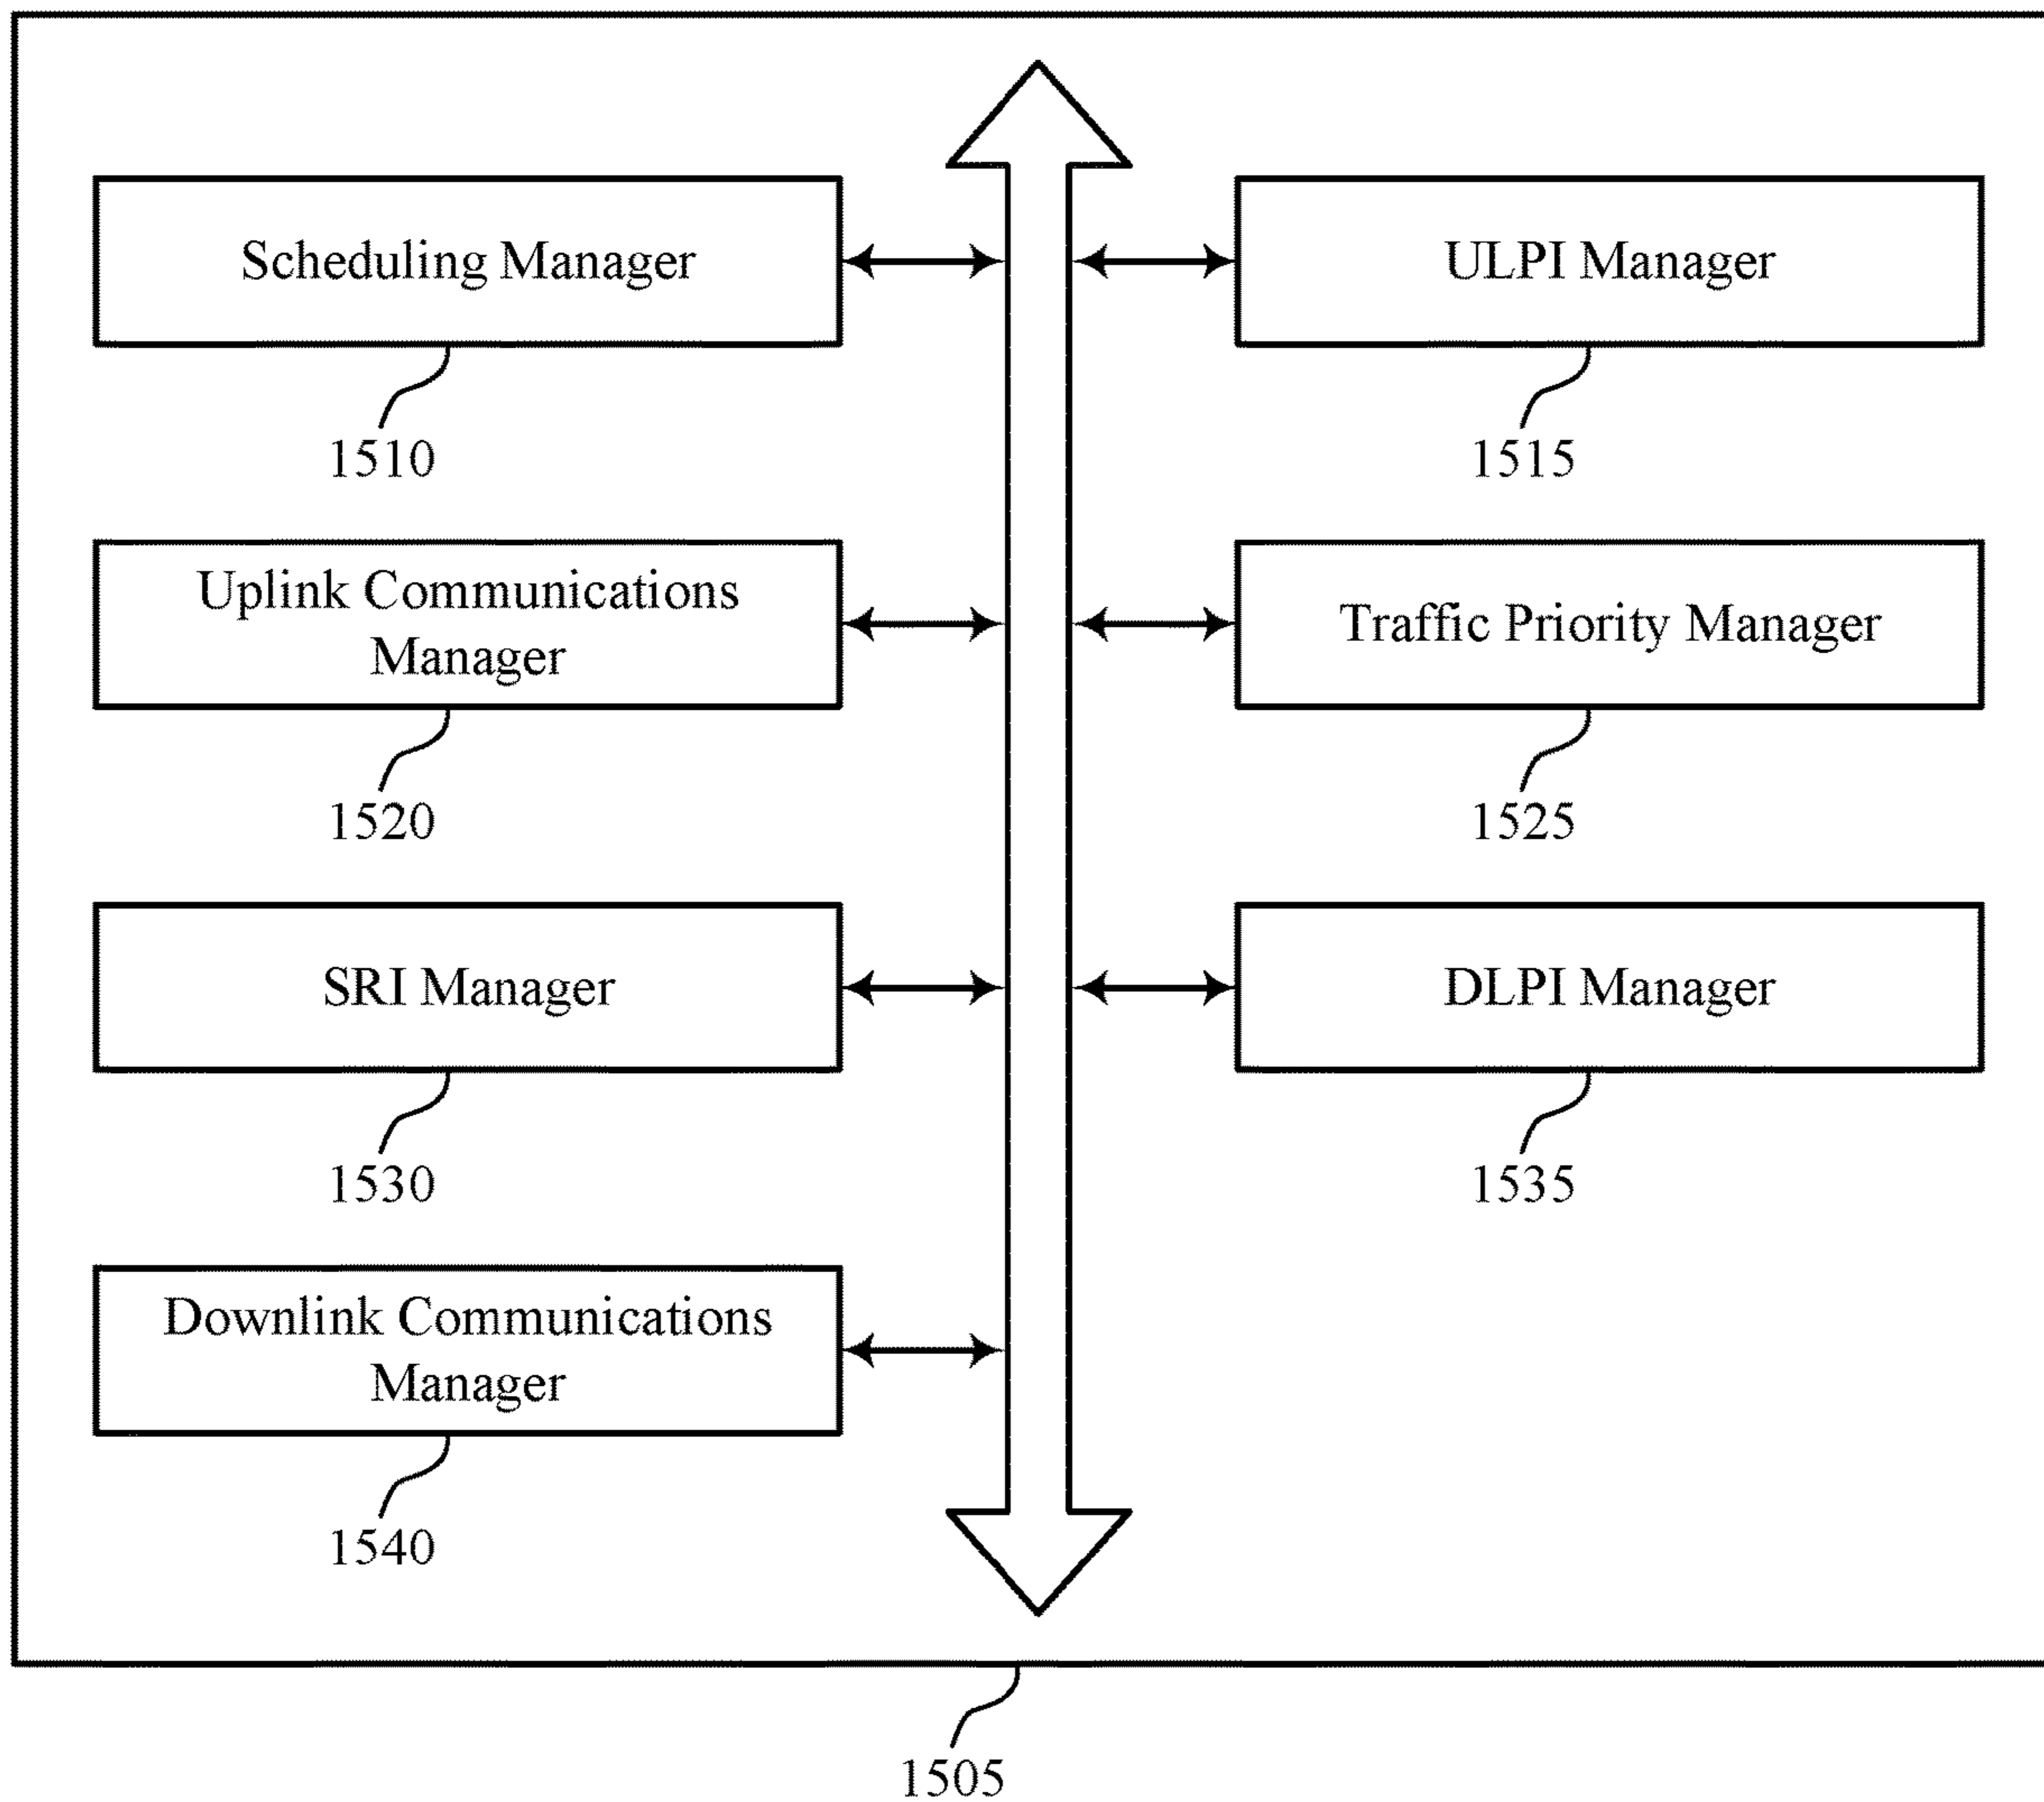 Scheduling Manager
ULPI Manager
1510
1515
Uplink Communications
Manager
Traffic Priority Manager
1520
1525
SRI Manager
DLPI Manager
1530
1535
Downlink Communications
Manager
1540
1505